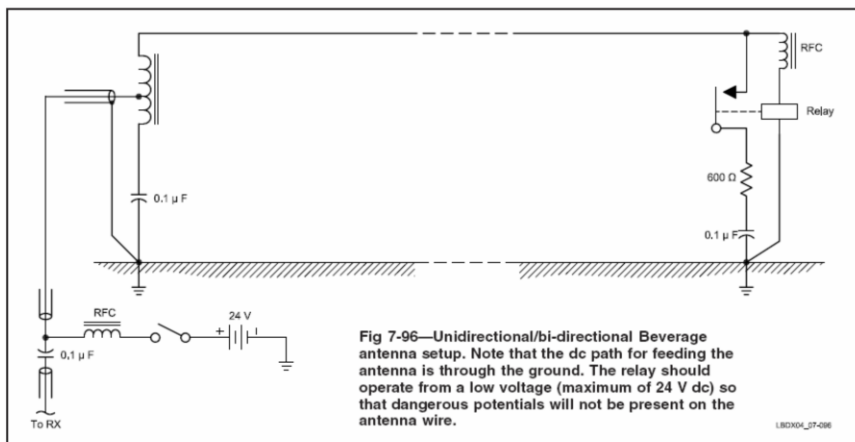 RFC
Relay
600 Ω
0.1 µ F
0.1 µ F
RFC
24 V
+ -
0.1 µ F
To RX
Fig 7-96—Unidirectional/bi-directional Beverage
antenna setup. Note that the dc path for feeding the
antenna is through the ground. The relay should
operate from a low voltage (maximum of 24 V dc) so
that dangerous potentials will not be present on the
antenna wire.
LBDX04_07-096